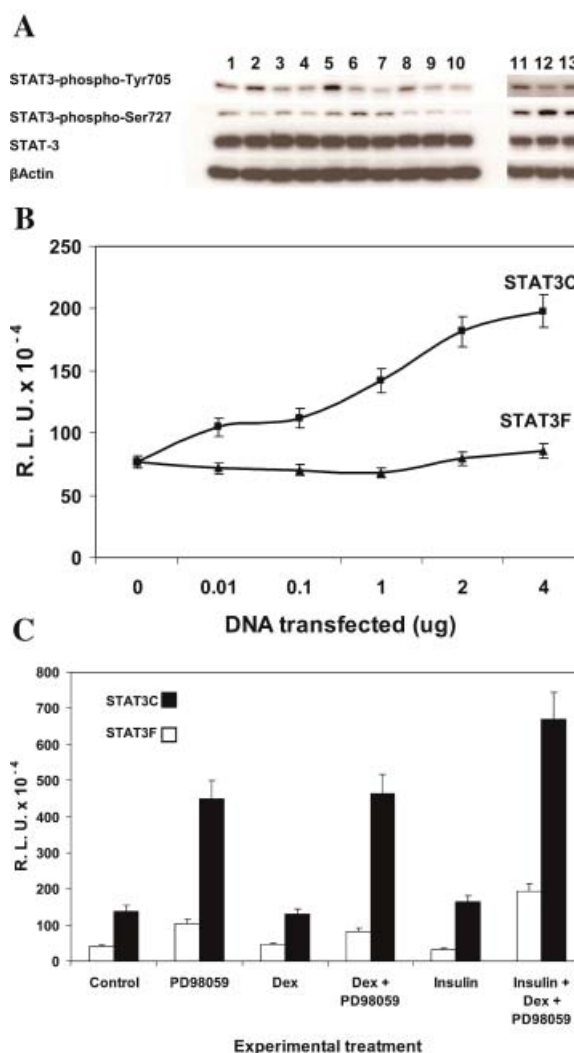 A
1 2 3 4 5 6 7 8 9 10 11 12 13
STAT3-phospho-Tyr705
STAT3-phospho-Ser727
STAT-3
βActin
B
250
200
150
100
50
0
R. L. U. x 10⁻⁴
STAT3C
STAT3F
0 0.01 0.1 1 2 4
DNA transfected (ug)
C
800
700
600
500
400
300
200
100
0
R. L. U. x 10⁻⁴
STAT3C
STAT3F
Control PD98059 Dex Dex + PD98059 Insulin Insulin + Dex + PD98059
Experimental treatment